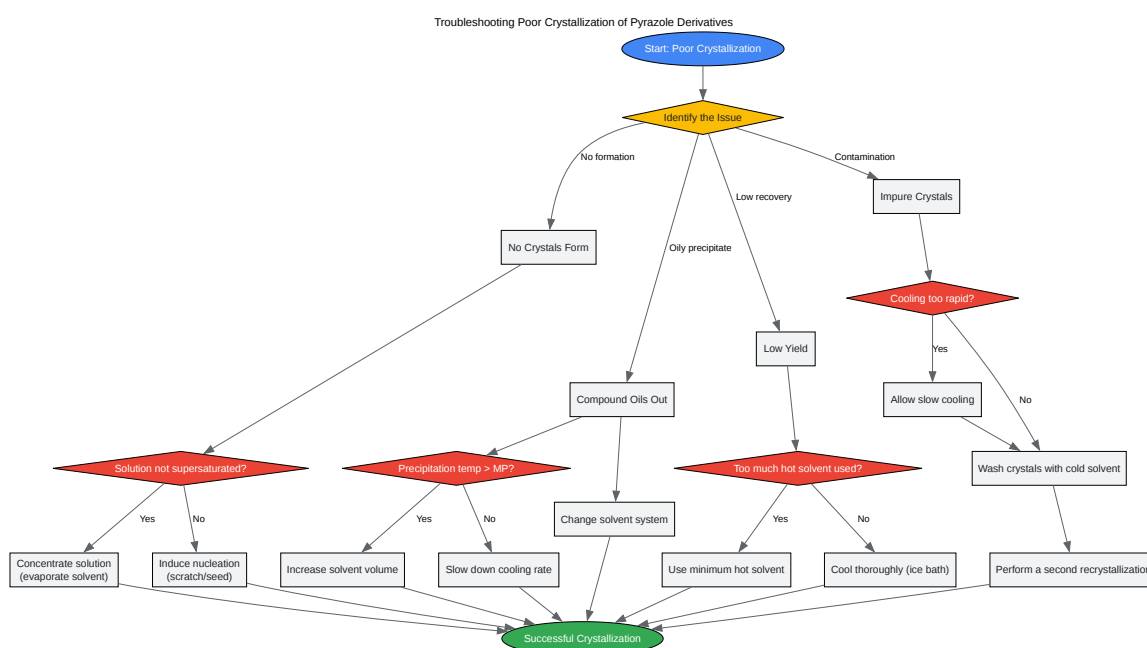 Troubleshooting Poor Crystallization of Pyrazole Derivatives
Start: Poor Crystallization
Identify the Issue
No formation
Contamination
Impure Crystals
Low recovery
No Crystals Form
Oily precipitate
Cooling too rapid?
Low Yield
Yes
Compound Oils Out
Allow slow cooling
No
Solution not supersaturated?
Precipitation temp > MP?
Too much hot solvent used?
Wash crystals with cold solvent
Yes
No
Yes
No
Change solvent system
Yes
No
Concentrate solution
(evaporate solvent)
Induce nucleation
(scratch/seed)
Increase solvent volume
Slow down cooling rate
Use minimum hot solvent
Cool thoroughly (ice bath)
Perform a second recrystallization
Successful Crystallization